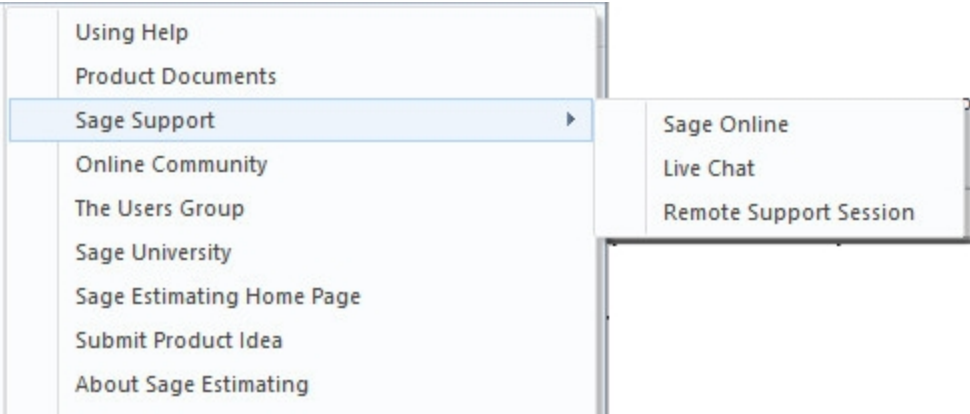 Using Help
Product Documents
Sage Support
Online Community
The Users Group
Sage University
Sage Estimating Home Page
Submit Product Idea
About Sage Estimating
Sage Online
Live Chat
Remote Support Session